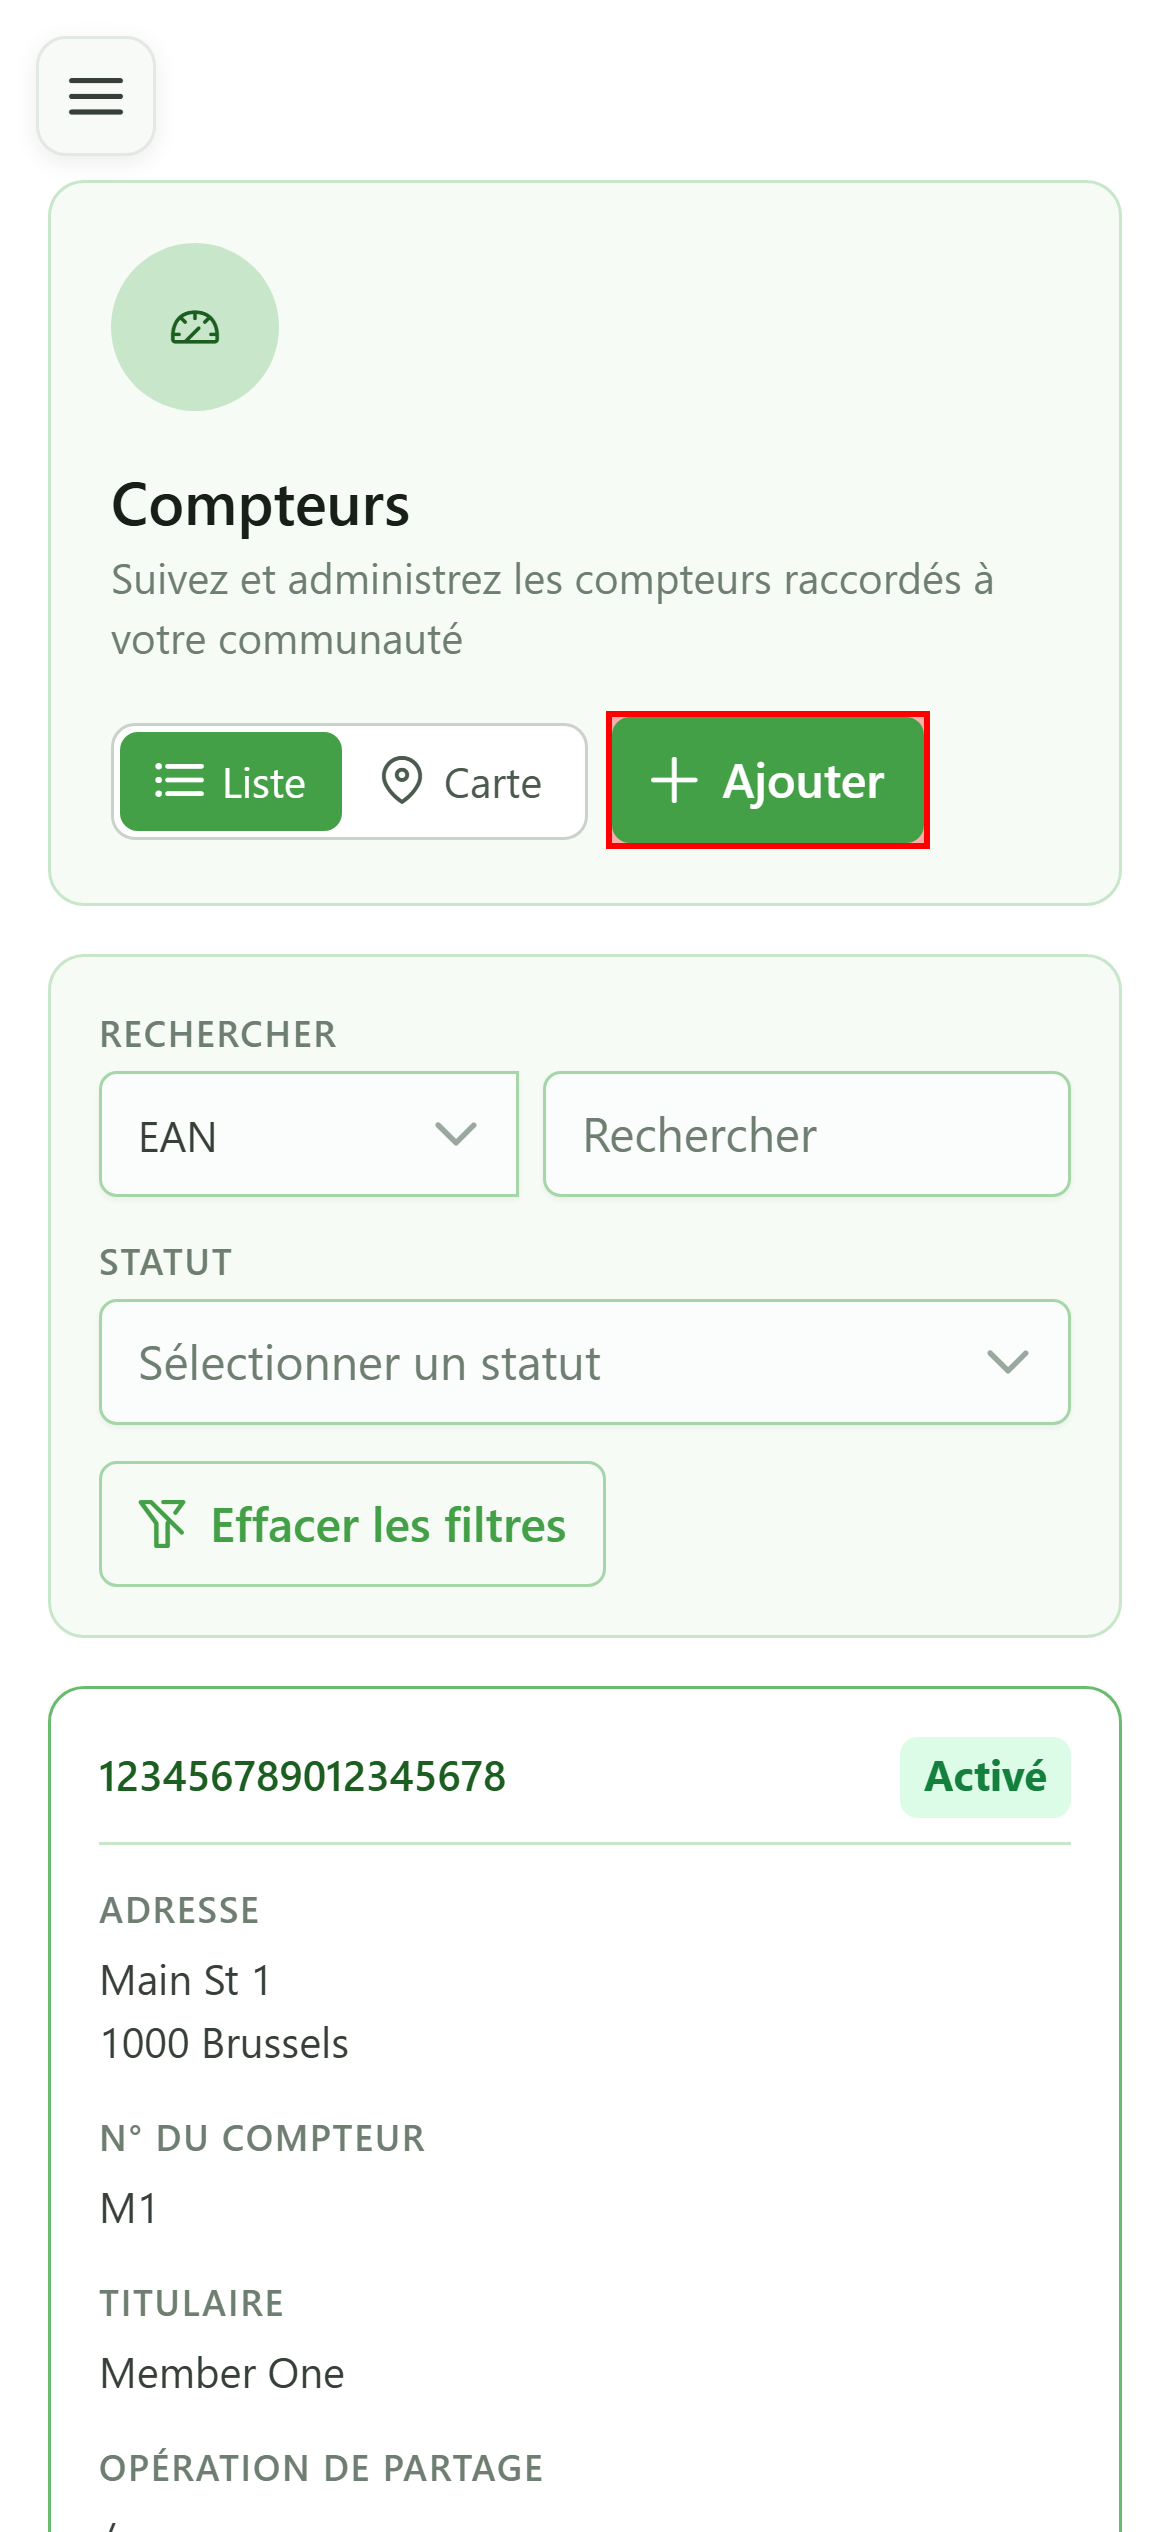 Compteurs
Suivez et administrez les compteurs raccordés à
votre communauté
Liste
Carte
Ajouter
RECHERCHER
EAN
Rechercher
STATUT
Sélectionner un statut
Effacer les filtres
123456789012345678
Activé
ADRESSE
Main St 1
1000 Brussels
N° DU COMPTEUR
M1
TITULAIRE
Member One
OPÉRATION DE PARTAGE